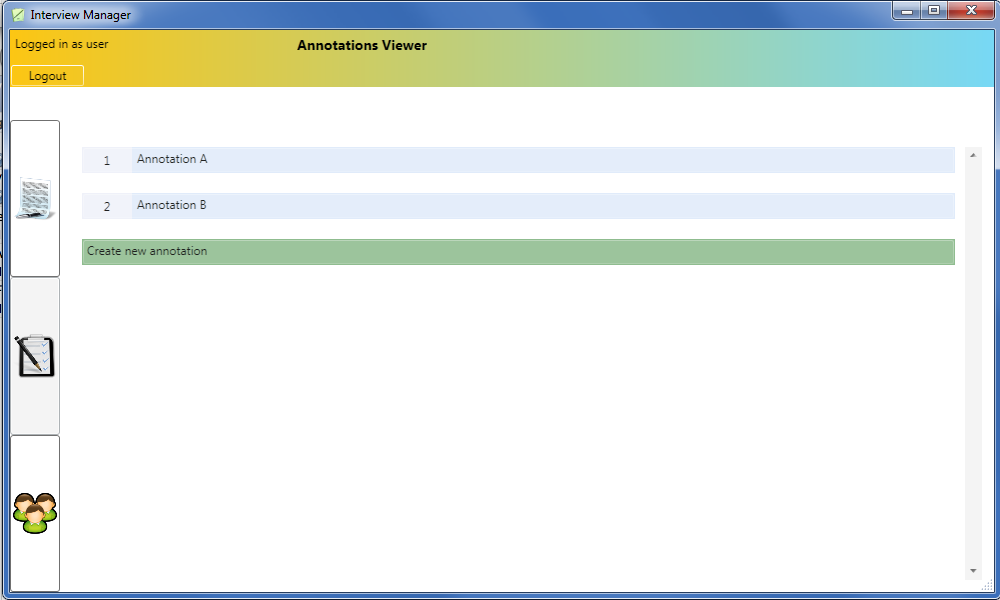 Interview Manager
Logged in as user
Annotations Viewer
Logout
1 Annotation A
2 Annotation B
Create new annotation